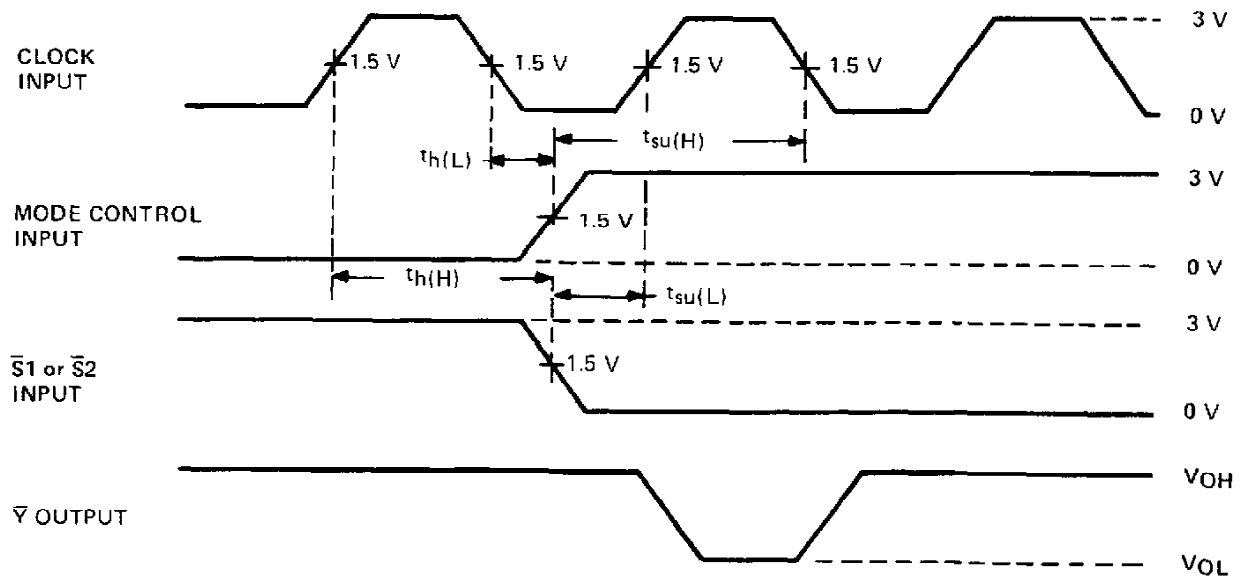 3 V
CLOCK
INPUT
1.5 V
1.5 V
1.5 V
1.5 V
0 V
tsu(H)
th(L)
3 V
MODE CONTROL
INPUT
1.5 V
0 V
th(H)
tsu(L)
3 V
S̅1 or S̅2
INPUT
1.5 V
0 V
VOH
Y̅ OUTPUT
VOL